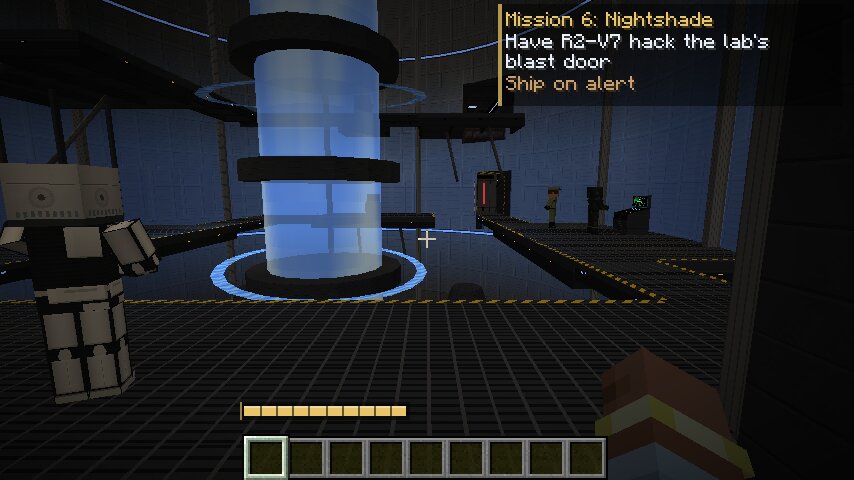 Mission 6: Nightshade
Have R2-V7 hack the lab's
blast door
Ship on alert